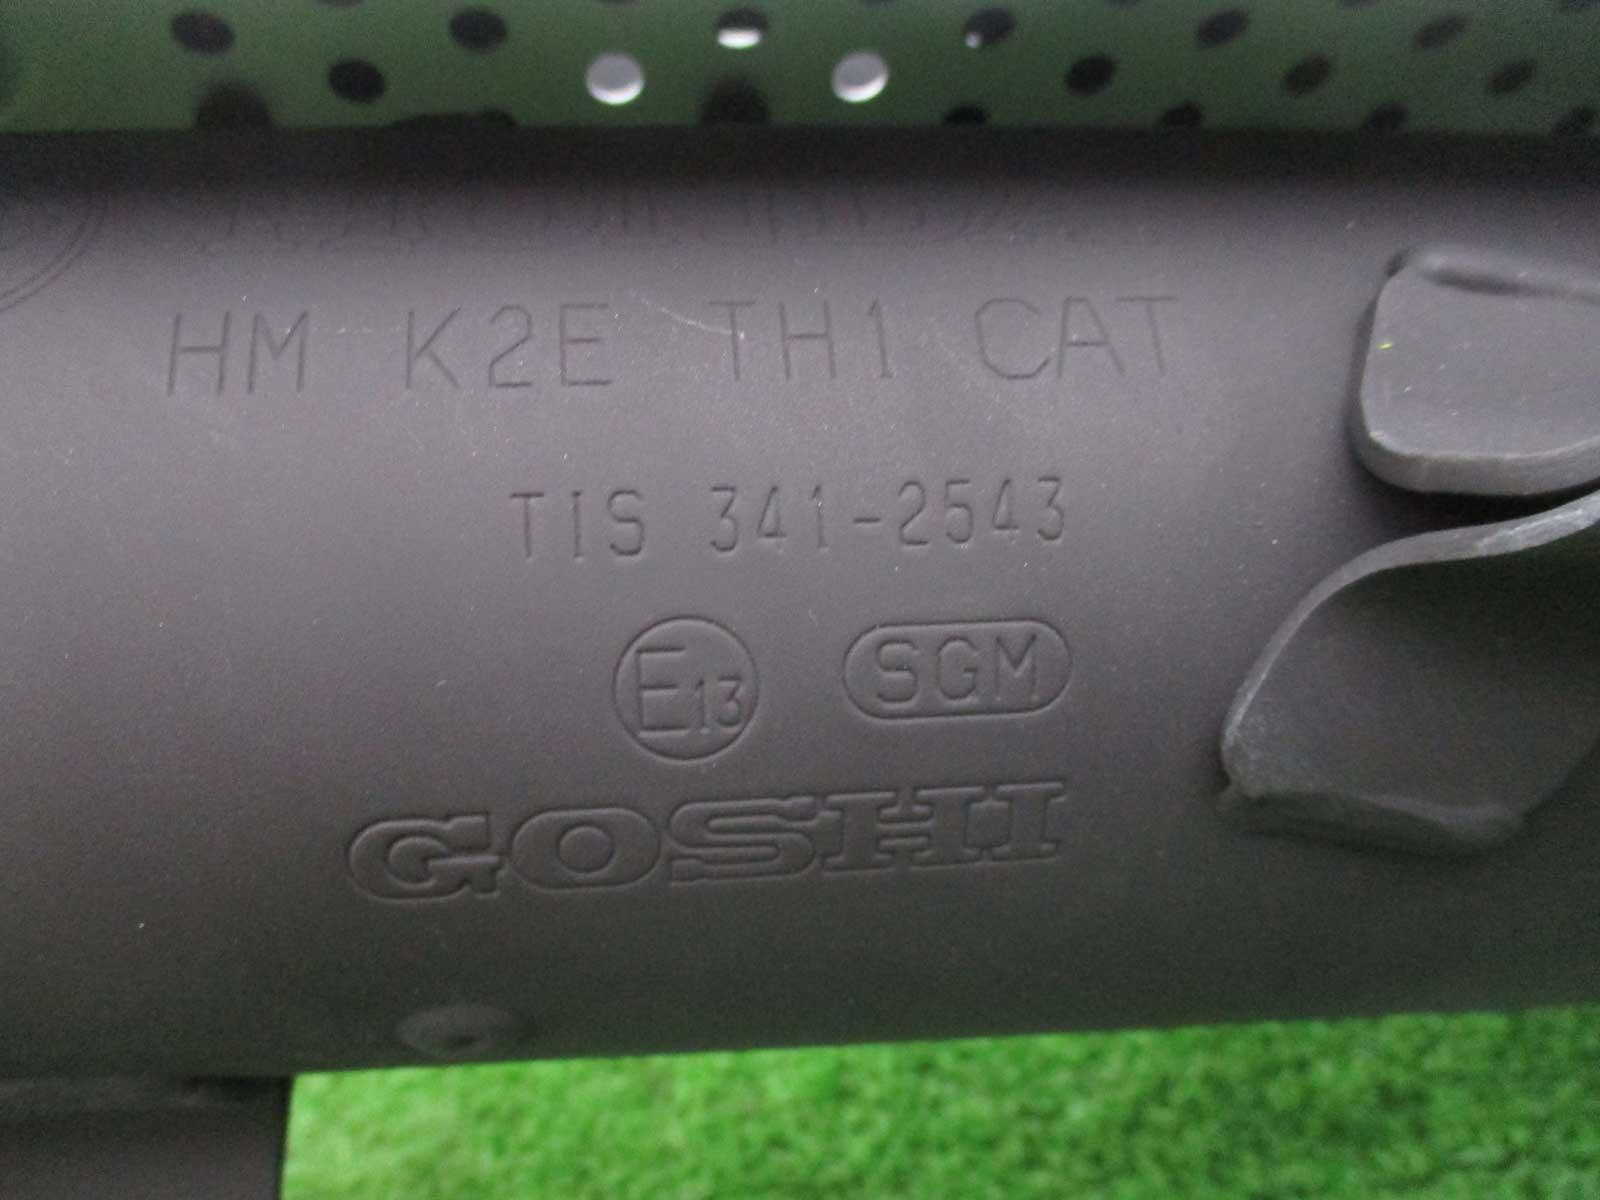 HM K2E TH1 CAT
TIS 341-2543
E13 SGM
GOSHI